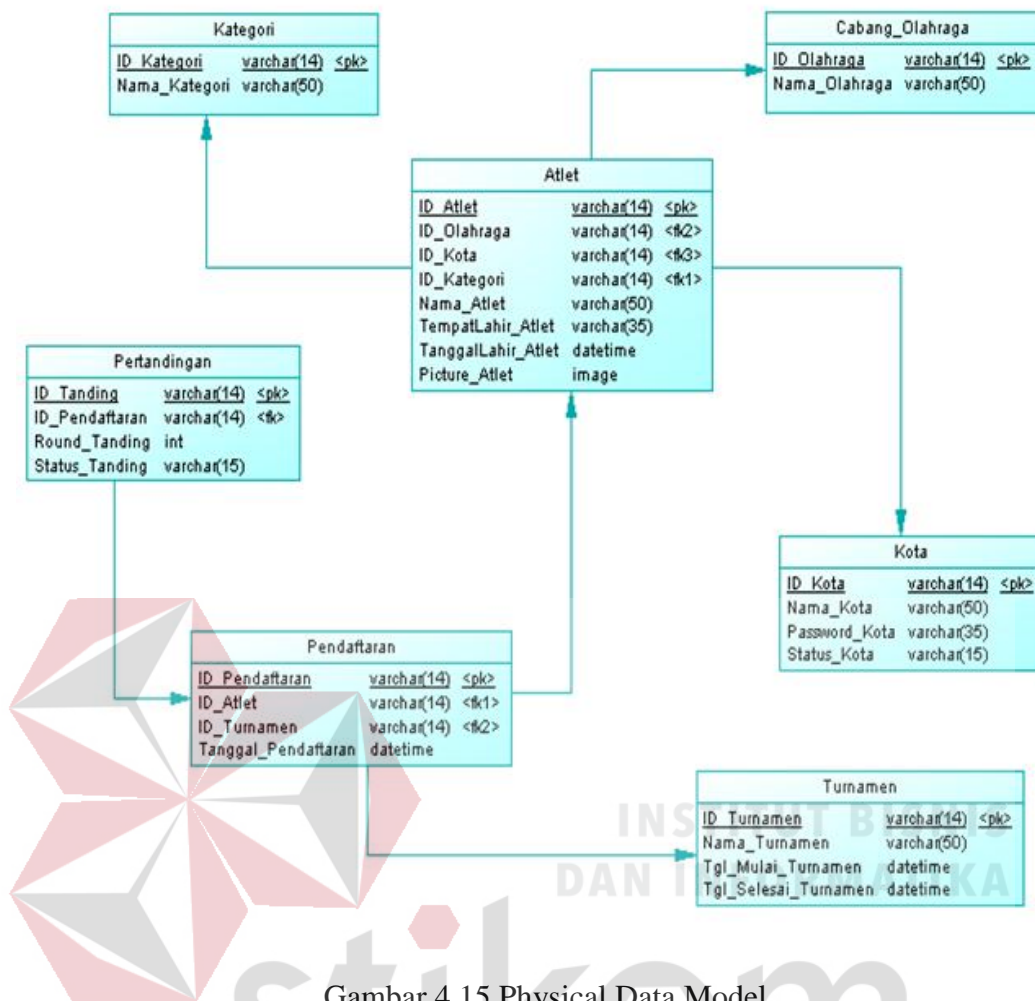 Kategori
ID_Kategori varchar(14) <pk>
Nama_Kategori varchar(50)
Cabang_Olahraga
ID_Olahraga varchar(14) <pk>
Nama_Olahraga varchar(50)
Atlet
ID_Atlet varchar(14) <pk>
ID_Olahraga varchar(14) <fk2>
ID_Kota varchar(14) <fk3>
ID_Kategori varchar(14) <fk1>
Nama_Atlet varchar(50)
TempatLahir_Atlet varchar(35)
TanggalLahir_Atlet datetime
Picture_Atlet image
Pertandingan
ID_Tanding varchar(14) <pk>
ID_Pendaftaran varchar(14) <fk>
Round_Tanding int
Status_Tanding varchar(15)
Kota
ID_Kota varchar(14) <pk>
Nama_Kota varchar(50)
Password_Kota varchar(35)
Status_Kota varchar(15)
Pendaftaran
ID_Pendaftaran varchar(14) <pk>
ID_Atlet varchar(14) <fk1>
ID_Turnamen varchar(14) <fk2>
Tanggal_Pendaftaran datetime
Turnamen
ID_Turnamen varchar(14) <pk>
Nama_Turnamen varchar(50)
Tgl_Mulai_Turnamen datetime
Tgl_Selesai_Turnamen datetime
INSTITUT BISNIS
DAN INFORMATIKA
stikom
Gambar 4.15 Physical Data Model